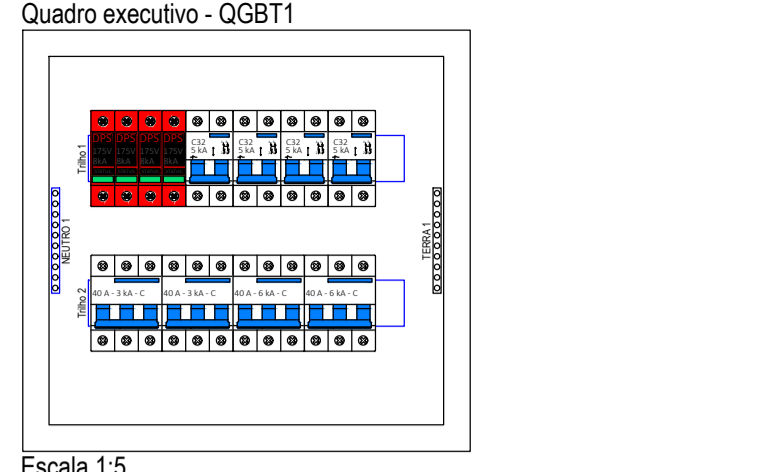 Quadro executivo - QGBT1
DPS DPS DPS DPS
175V 175V 175V 175V
8kA 8kA 8kA 8kA
C32 C32 C32 C32
5 kA 5 kA 5 kA 5 kA
Trilho 1
NEUTRO 1
TERRA 1
Trilho 2
40 A - 3 kA - C 40 A - 3 kA - C 40 A - 6 kA - C 40 A - 6 kA - C
Escala 1:5